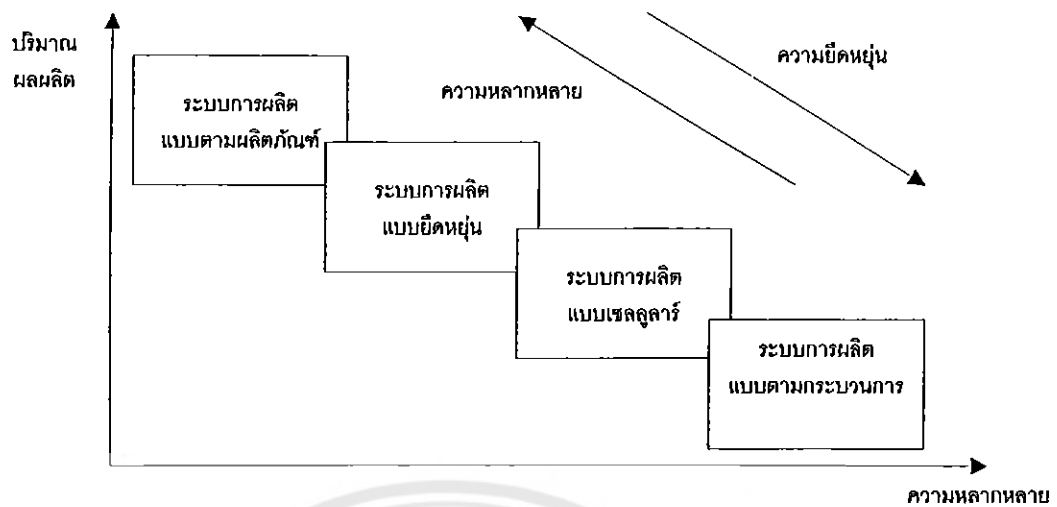 ปริมาณ
ผลผลิต
ความยืดหยุ่น
ความหลากหลาย
ระบบการผลิต
แบบตามผลิตภัณฑ์
ระบบการผลิต
แบบยืดหยุ่น
ระบบการผลิต
แบบเซลลูลาร์
ระบบการผลิต
แบบตามกระบวนการ
ความหลากหลาย